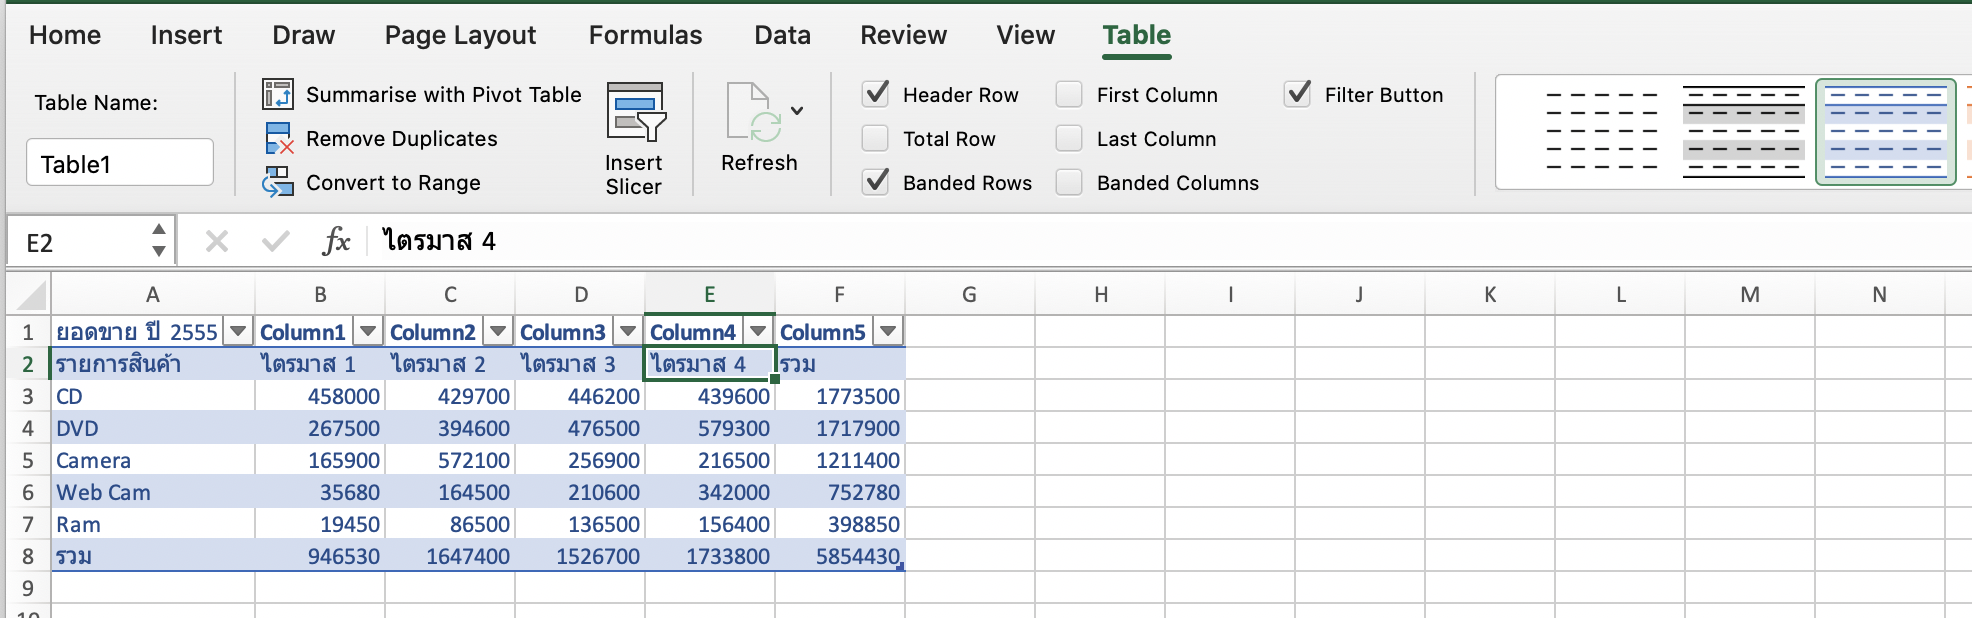 Home Insert Draw Page Layout Formulas Data Review View Table
Table Name:
Table1
Summarise with Pivot Table
Remove Duplicates
Convert to Range
Insert
Slicer
Refresh
Header Row First Column Filter Button
Total Row Last Column
Banded Rows Banded Columns
E2 fx ไตรมาส 4
A B C D E F G H I J K L M N
1 ยอดขาย ปี 2555 Column1 Column2 Column3 Column4 Column5
2 รายการสินค้า ไตรมาส 1 ไตรมาส 2 ไตรมาส 3 ไตรมาส 4 รวม
3 CD 458000 429700 446200 439600 1773500
4 DVD 267500 394600 476500 579300 1717900
5 Camera 165900 572100 256900 216500 1211400
6 Web Cam 35680 164500 210600 342000 752780
7 Ram 19450 86500 136500 156400 398850
8 รวม 946530 1647400 1526700 1733800 5854430
9
10